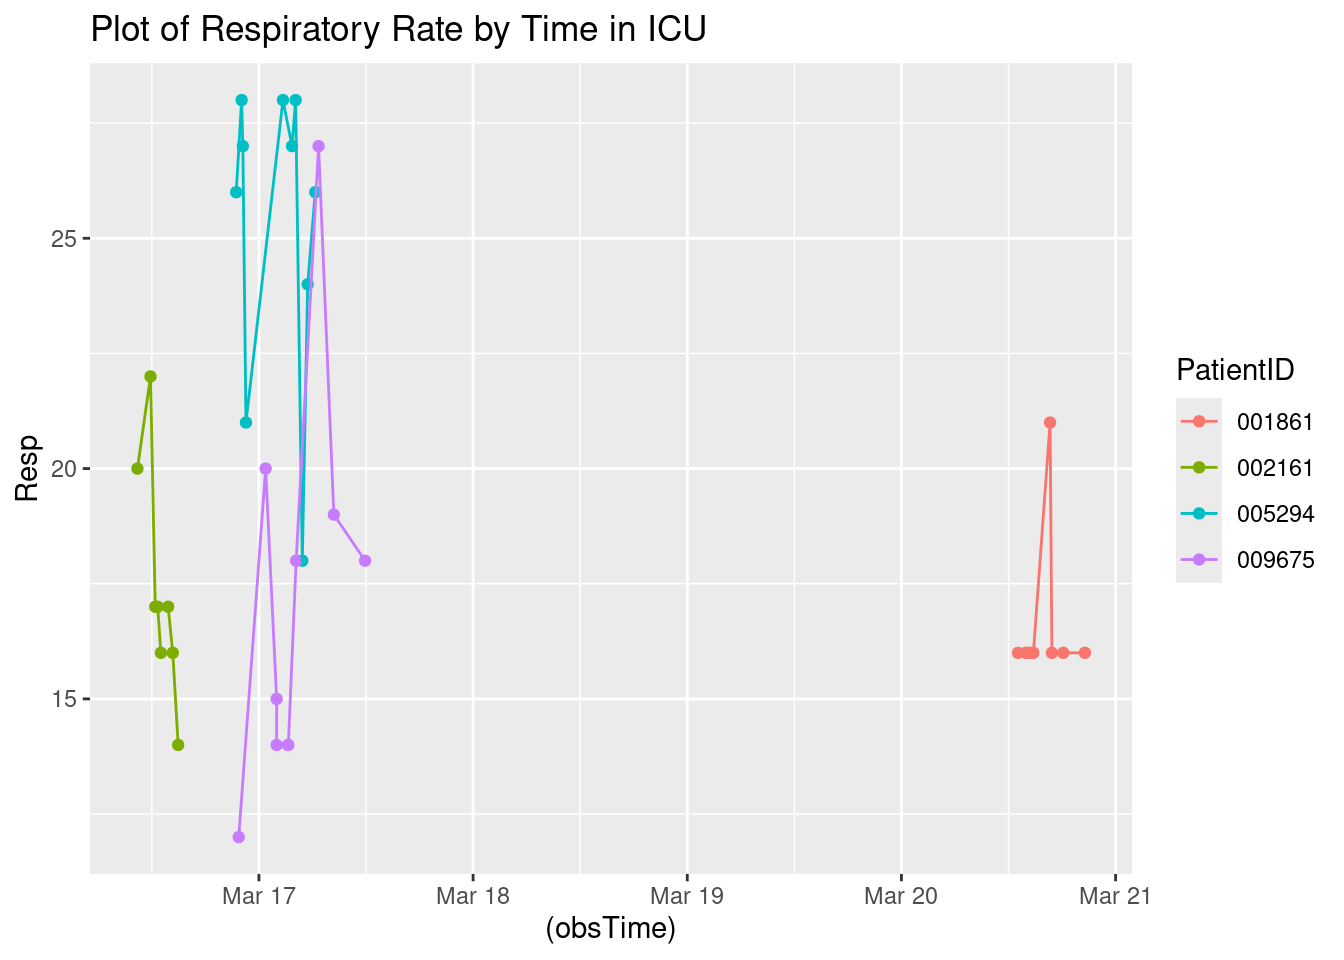 Plot of Respiratory Rate by Time in ICU
Resp
25
20
15
Mar 17 Mar 18 Mar 19 Mar 20 Mar 21
(obsTime)
PatientID
001861
002161
005294
009675